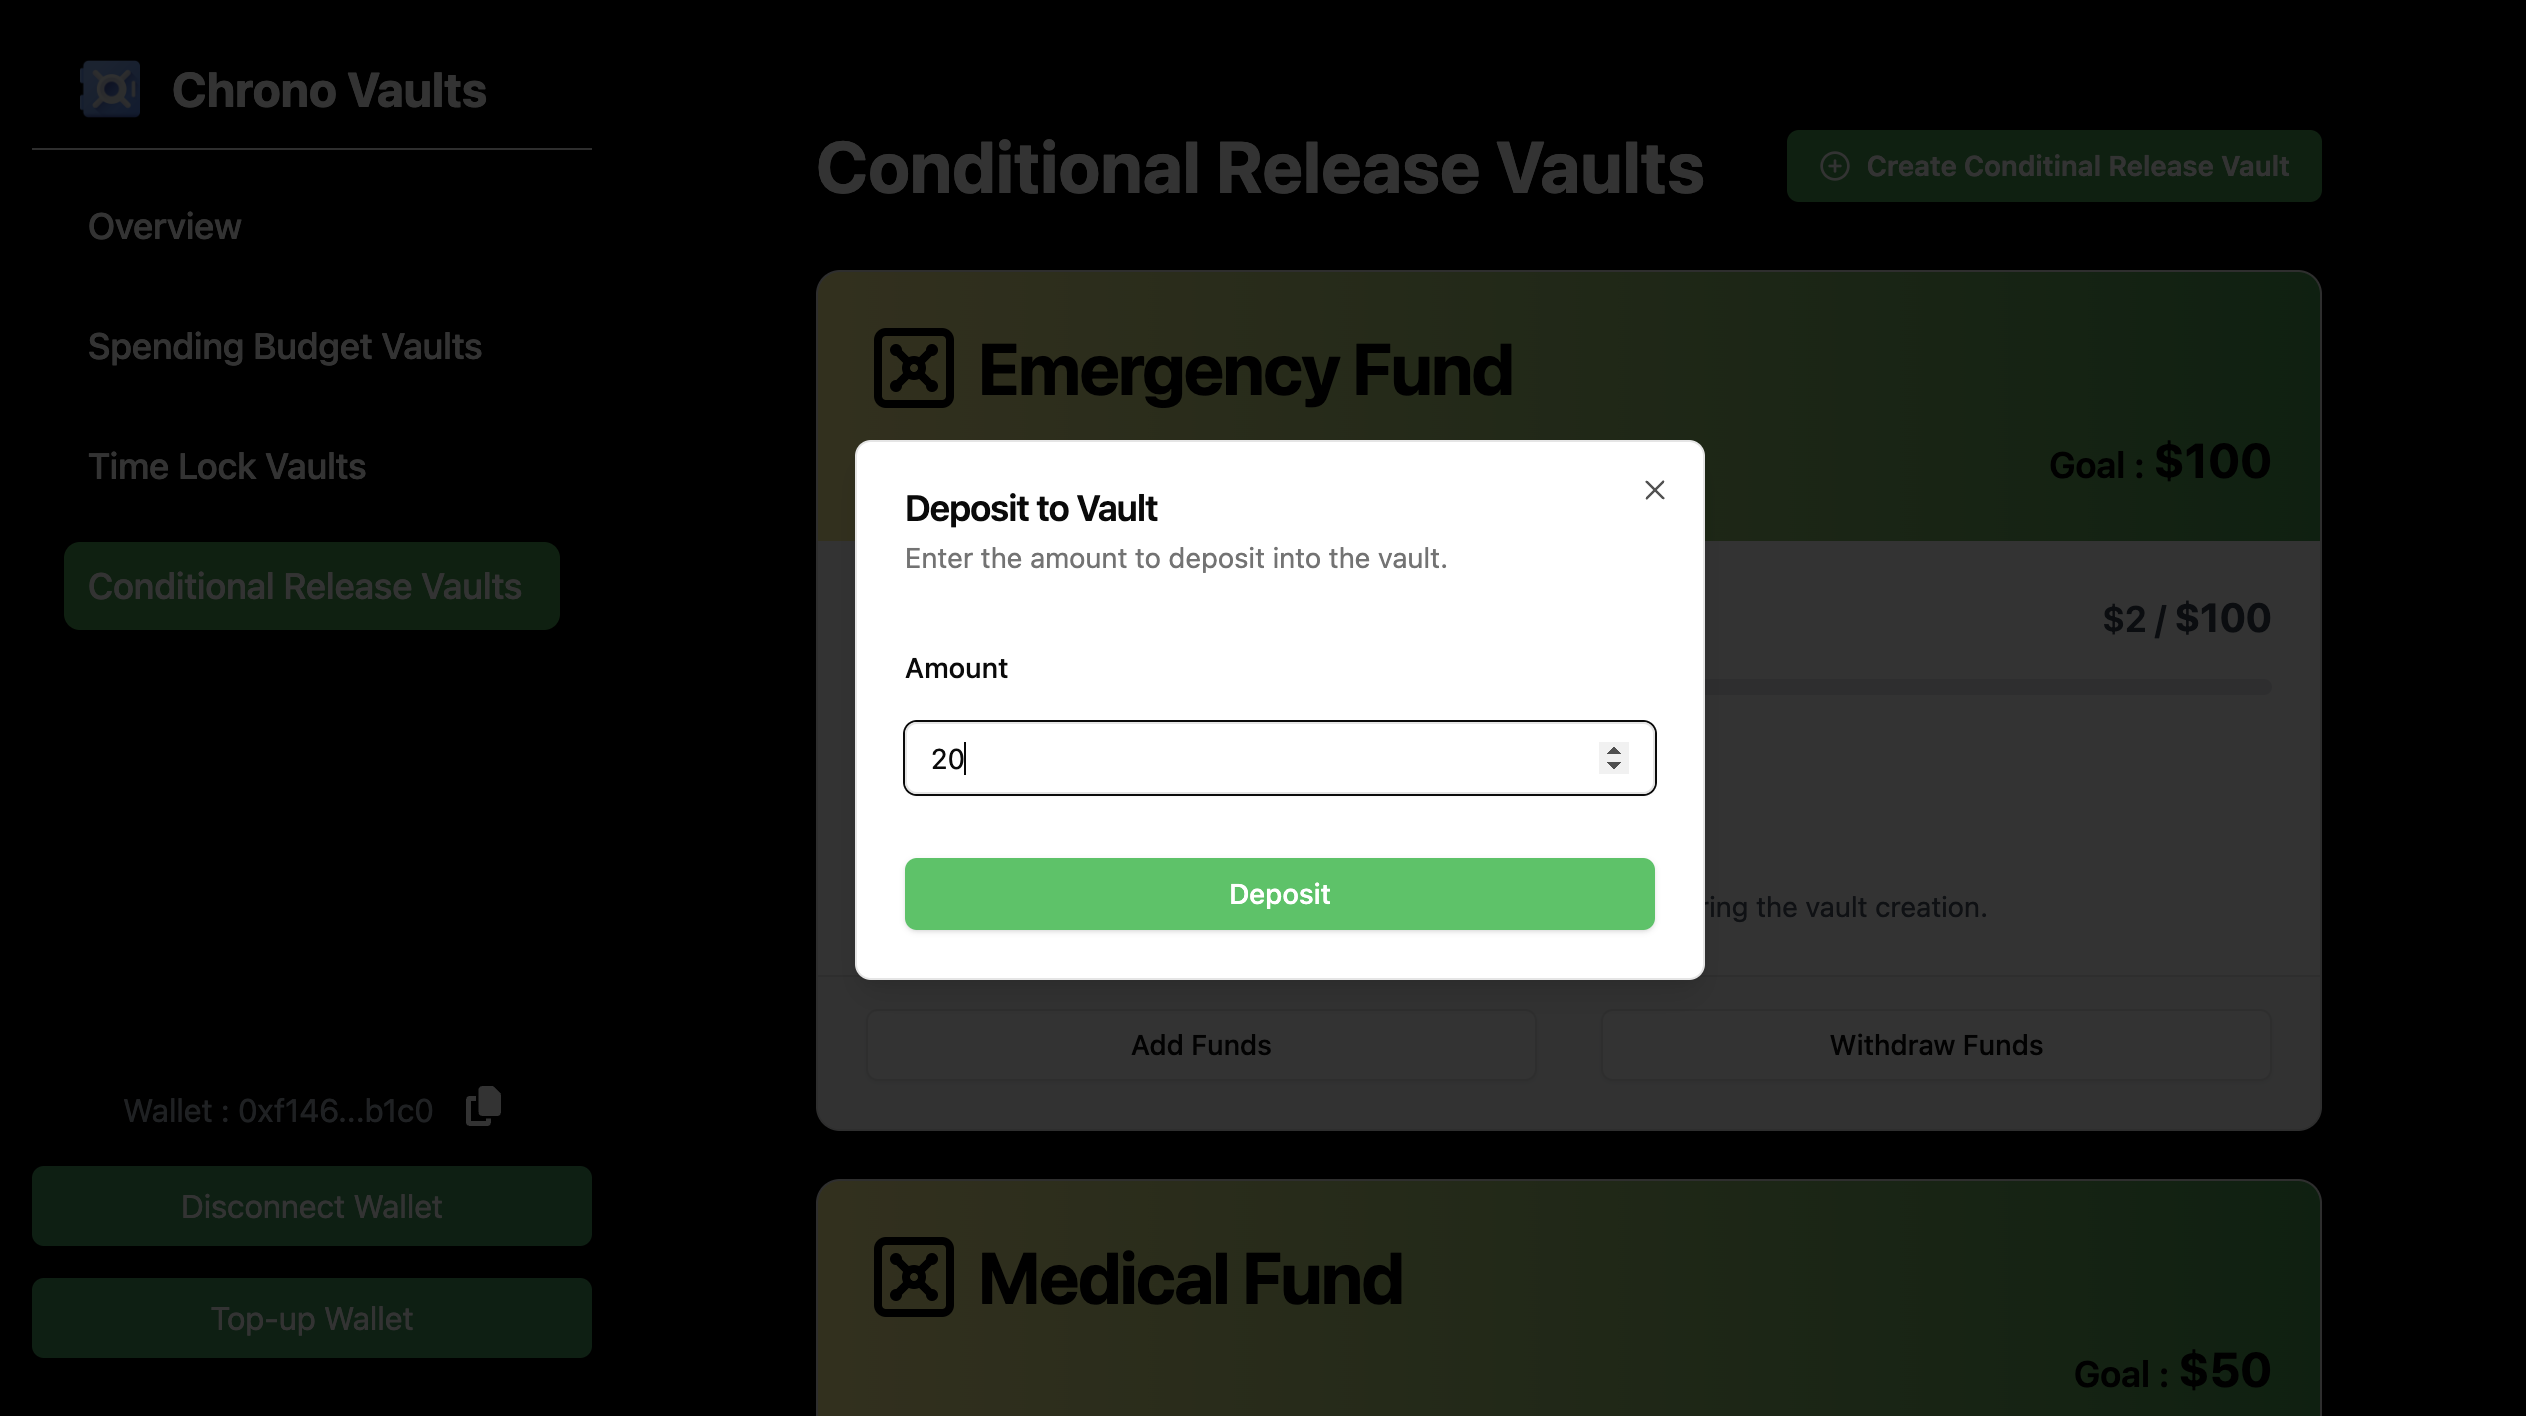 Chrono Vaults
Overview
Spending Budget Vaults
Time Lock Vaults
Conditional Release Vaults
Wallet : 0xf146...b1c0
Disconnect Wallet
Top-up Wallet
Conditional Release Vaults
Create Conditinal Release Vault
Emergency Fund
Goal : $100
$2 / $100
Deposit to Vault
Enter the amount to deposit into the vault.
Amount
20
Deposit
the vault creation.
Add Funds
Withdraw Funds
Medical Fund
Goal : $50